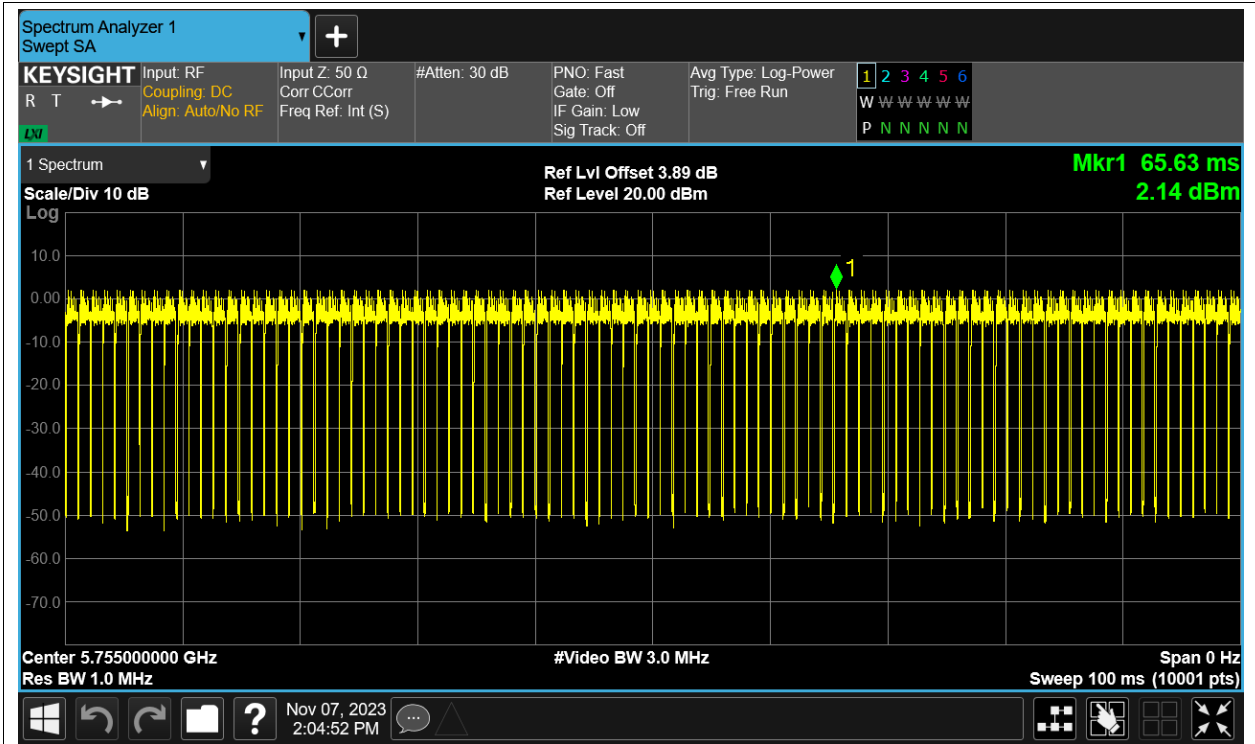 Spectrum Analyzer 1
Swept SA
KEYSIGHT
R T
LXI
Input: RF
Coupling: DC
Align: Auto/No RF
Input Z: 50 Ω
Corr CCorr
Freq Ref: Int (S)
#Atten: 30 dB
PNO: Fast
Gate: Off
IF Gain: Low
Sig Track: Off
Avg Type: Log-Power
Trig: Free Run
1 2 3 4 5 6
W W W W W W
P N N N N N
1 Spectrum
Scale/Div 10 dB
Log
Ref Lvl Offset 3.89 dB
Ref Level 20.00 dBm
Mkr1 65.63 ms
2.14 dBm
1
10.0
0.00
-10.0
-20.0
-30.0
-40.0
-50.0
-60.0
-70.0
Center 5.755000000 GHz
Res BW 1.0 MHz
#Video BW 3.0 MHz
Span 0 Hz
Sweep 100 ms (10001 pts)
?
Nov 07, 2023
2:04:52 PM